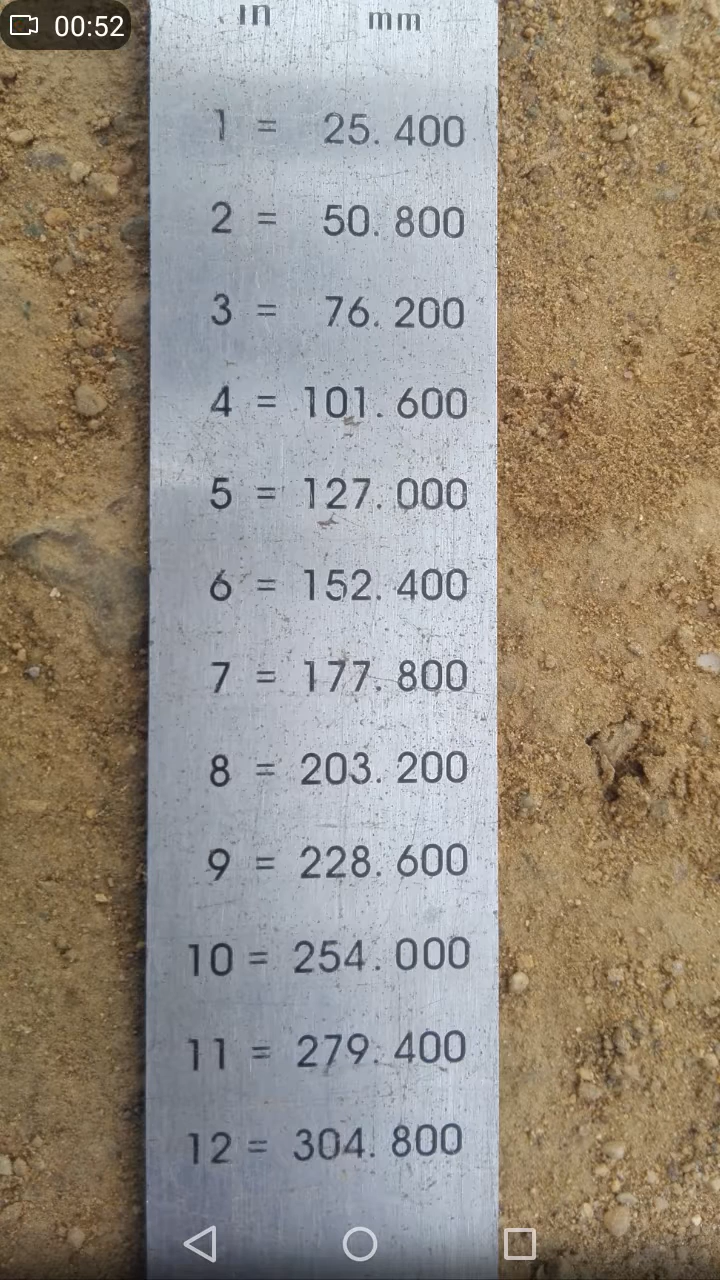 00:52
in mm
1 = 25. 400
2 = 50. 800
3 = 76. 200
4 = 101. 600
5 = 127. 000
6 = 152. 400
7 = 177. 800
8 = 203. 200
9 = 228. 600
10 = 254. 000
11 = 279. 400
12 = 304. 800